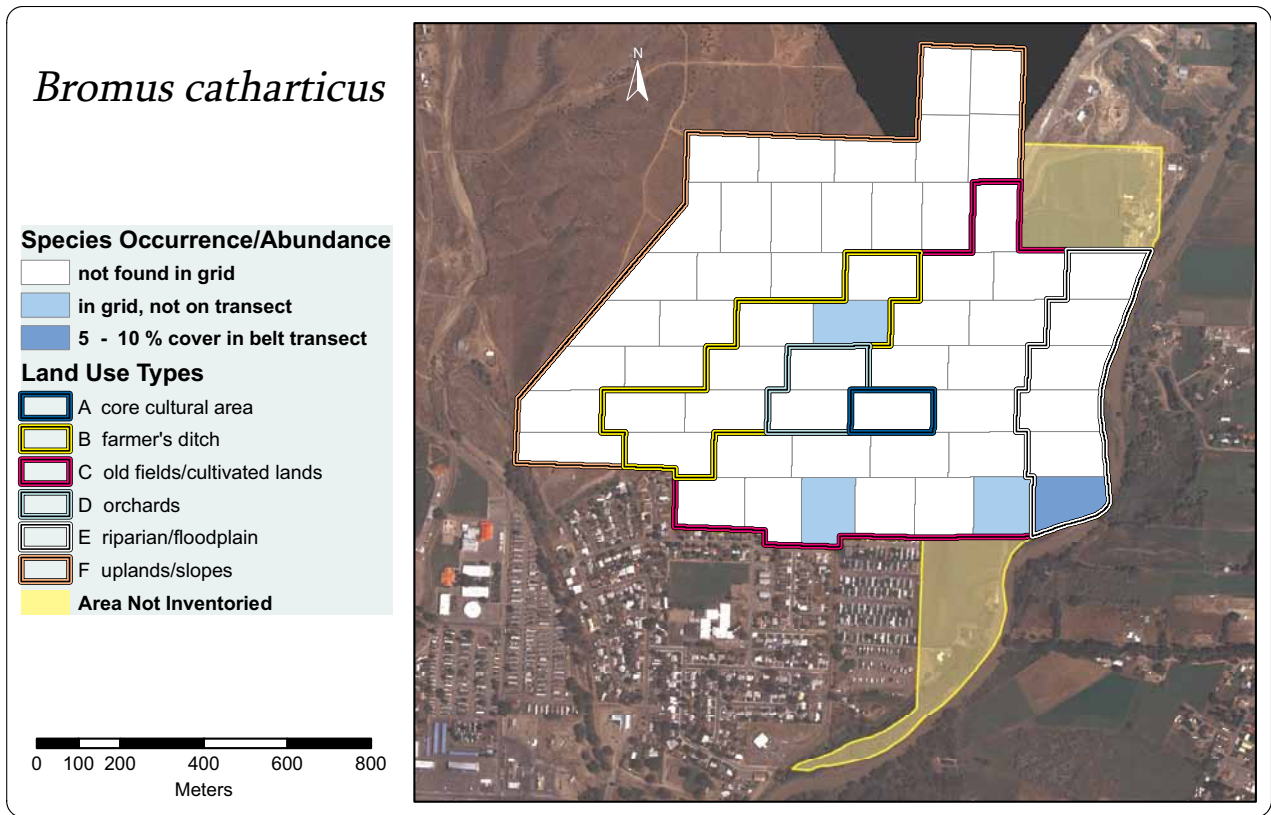 Bromus catharticus
Species Occurrence/Abundance
not found in grid
in grid, not on transect
5 - 10 % cover in belt transect
Land Use Types
A core cultural area
B farmer's ditch
C old fields/cultivated lands
D orchards
E riparian/floodplain
F uplands/slopes
Area Not Inventoried
0 100 200 400 600 800
Meters
N